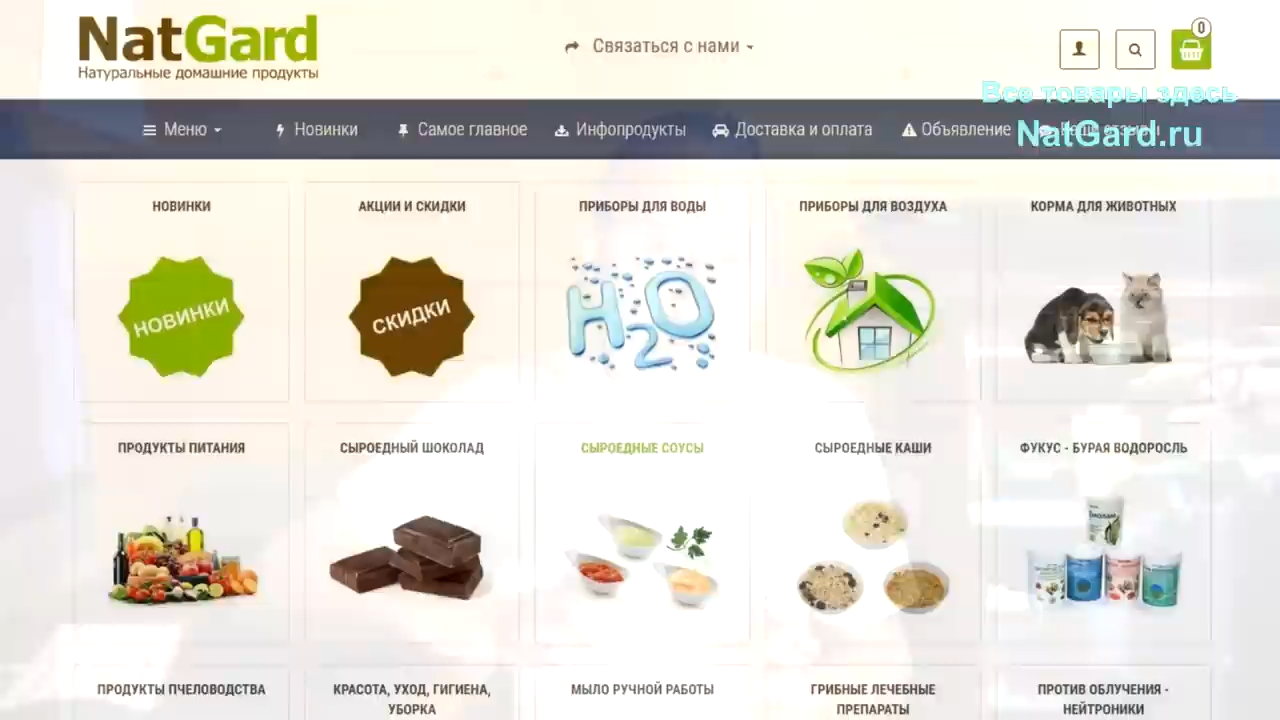 NatGard
Натуральные домашние продукты
Связаться с нами
0
Все товары здесь
NatGard.ru
Меню
Новинки
Самое главное
Инфопродукты
Доставка и оплата
Объявление
НОВИНКИ
АКЦИИ И СКИДКИ
ПРИБОРЫ ДЛЯ ВОДЫ
ПРИБОРЫ ДЛЯ ВОЗДУХА
КОРМА ДЛЯ ЖИВОТНЫХ
НОВИНКИ
СКИДКИ
H2O
ПРОДУКТЫ ПИТАНИЯ
СЫРОЕДНЫЙ ШОКОЛАД
СЫРОЕДНЫЕ СОУСЫ
СЫРОЕДНЫЕ КАШИ
ФУКУС - БУРАЯ ВОДОРОСЛЬ
ПРОДУКТЫ ПЧЕЛОВОДСТВА
КРАСОТА, УХОД, ГИГИЕНА,
УБОРКА
МЫЛО РУЧНОЙ РАБОТЫ
ГРИБНЫЕ ЛЕЧЕБНЫЕ
ПРЕПАРАТЫ
ПРОТИВ ОБЛУЧЕНИЯ -
НЕЙТРОНИКИ